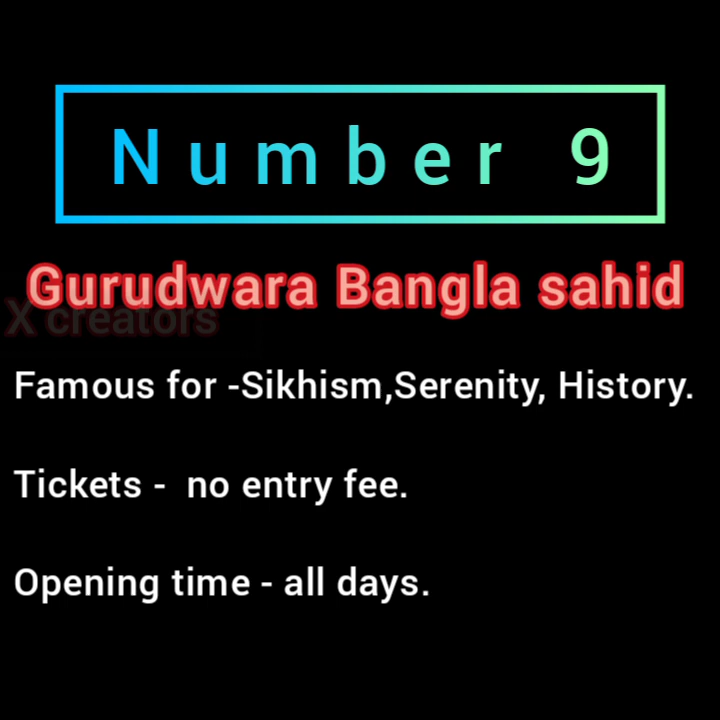 Number 9
Gurudwara Bangla sahid
X creators
Famous for -Sikhism,Serenity, History.
Tickets -  no entry fee.
Opening time - all days.